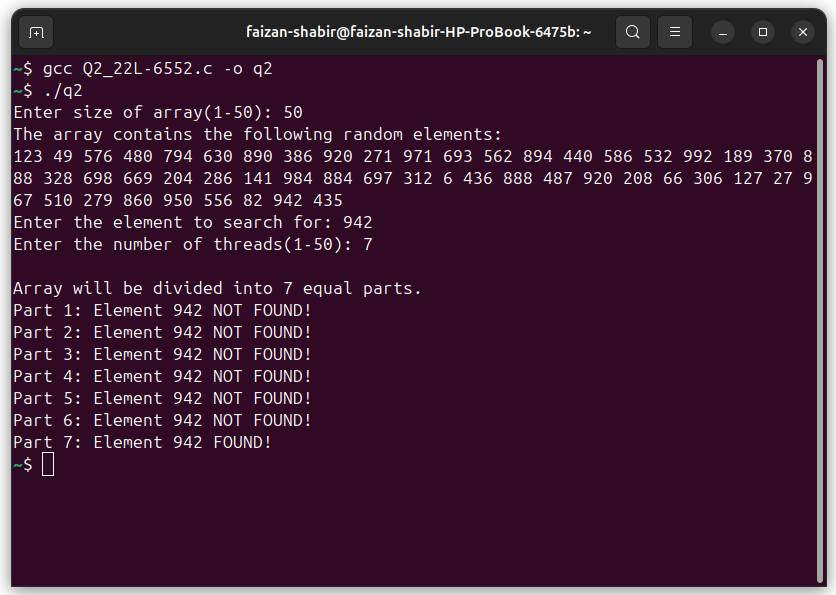 faizan-shabir@faizan-shabir-HP-ProBook-6475b: ~
~$ gcc Q2_22L-6552.c -o q2
~$ ./q2
Enter size of array(1-50): 50
The array contains the following random elements:
123 49 576 480 794 630 890 386 920 271 971 693 562 894 440 586 532 992 189 370 8
88 328 698 669 204 286 141 984 884 697 312 6 436 888 487 920 208 66 306 127 27 9
67 510 279 860 950 556 82 942 435
Enter the element to search for: 942
Enter the number of threads(1-50): 7
Array will be divided into 7 equal parts.
Part 1: Element 942 NOT FOUND!
Part 2: Element 942 NOT FOUND!
Part 3: Element 942 NOT FOUND!
Part 4: Element 942 NOT FOUND!
Part 5: Element 942 NOT FOUND!
Part 6: Element 942 NOT FOUND!
Part 7: Element 942 FOUND!
~$